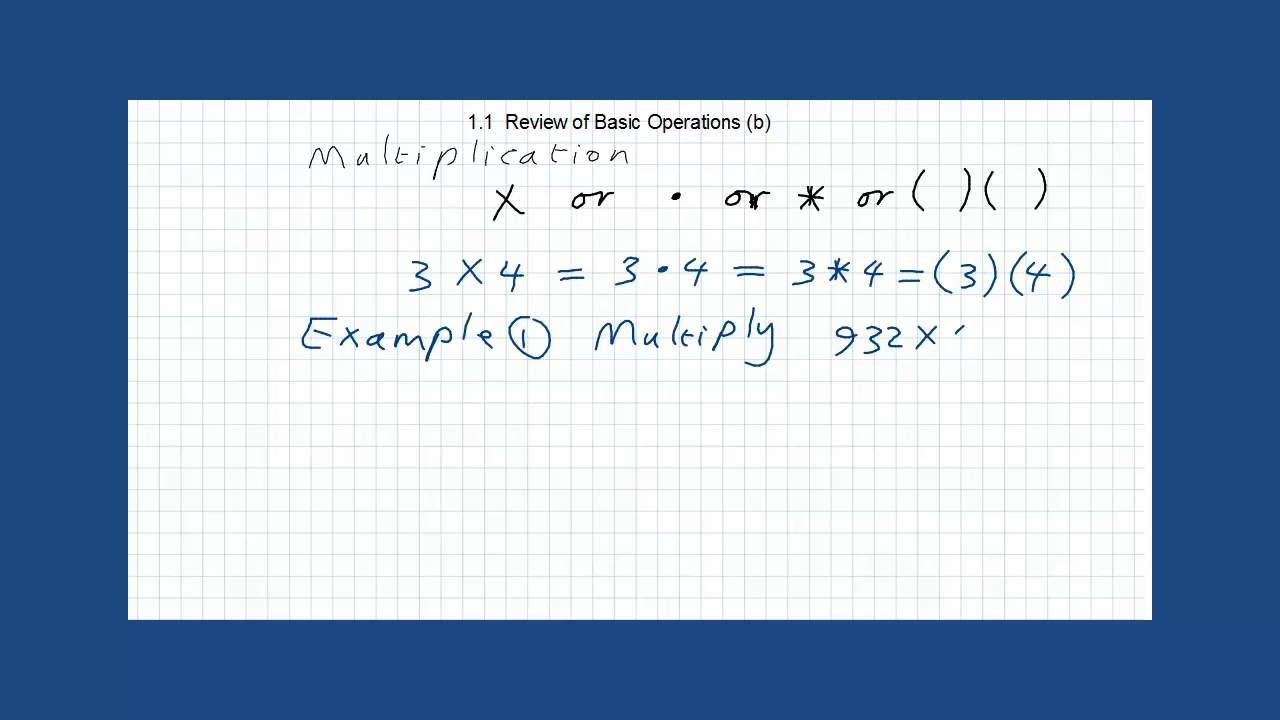 1.1 Review of Basic Operations (b)
Multiplication
X or • or * or ( )( )
3 X 4 = 3 • 4 = 3 * 4 = (3)(4)
Example ① Multiply 932 X